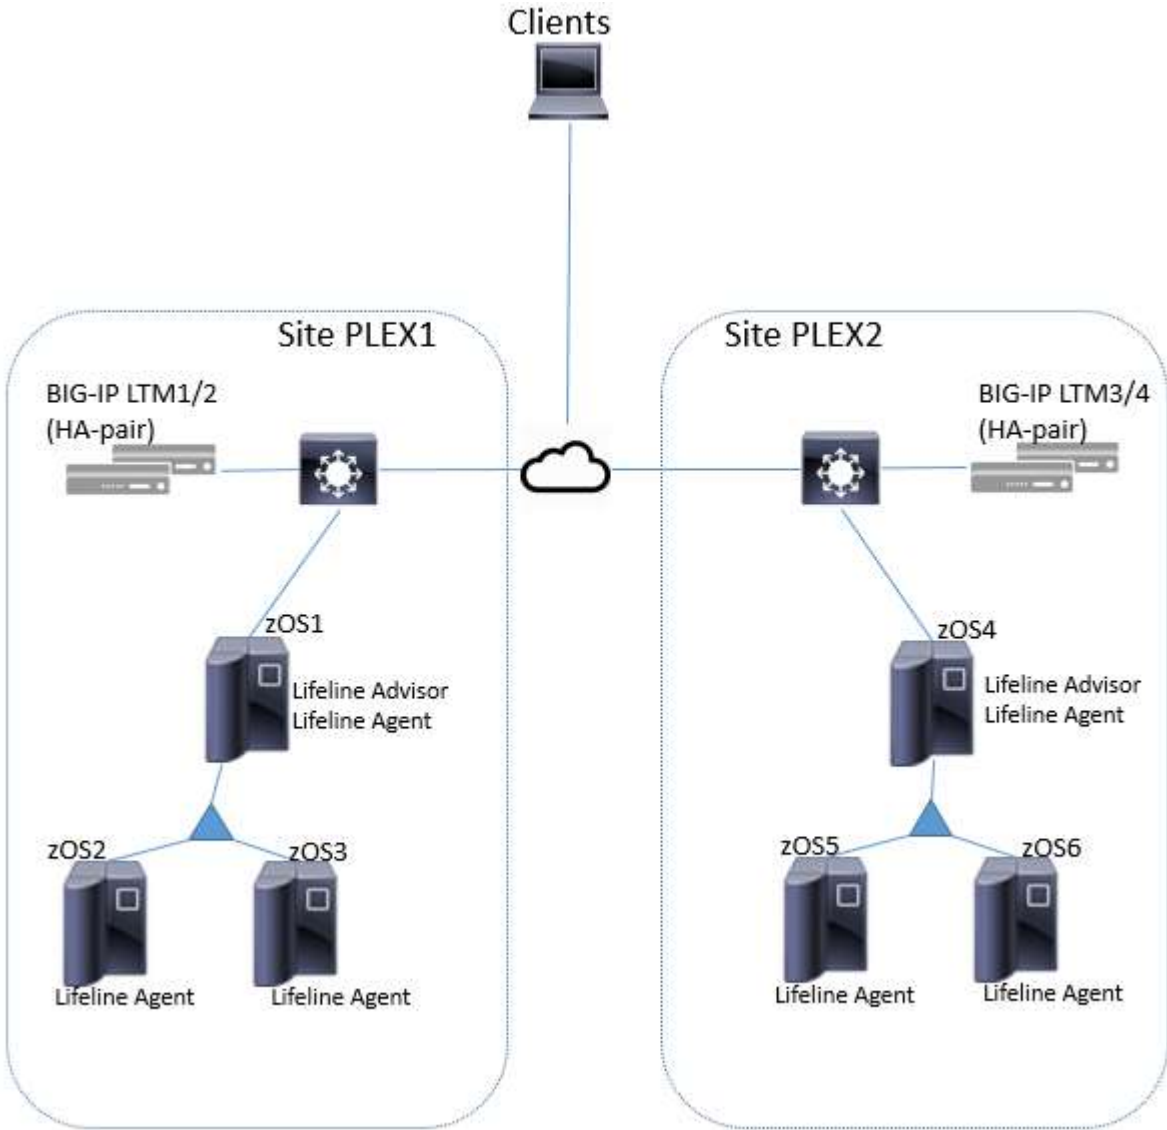 Clients
Site PLEX1
BIG-IP LTM1/2
(HA-pair)
zOS1
Lifeline Advisor
Lifeline Agent
zOS2
zOS3
Lifeline Agent
Lifeline Agent
Site PLEX2
BIG-IP LTM3/4
(HA-pair)
zOS4
Lifeline Advisor
Lifeline Agent
zOS5
zOS6
Lifeline Agent
Lifeline Agent